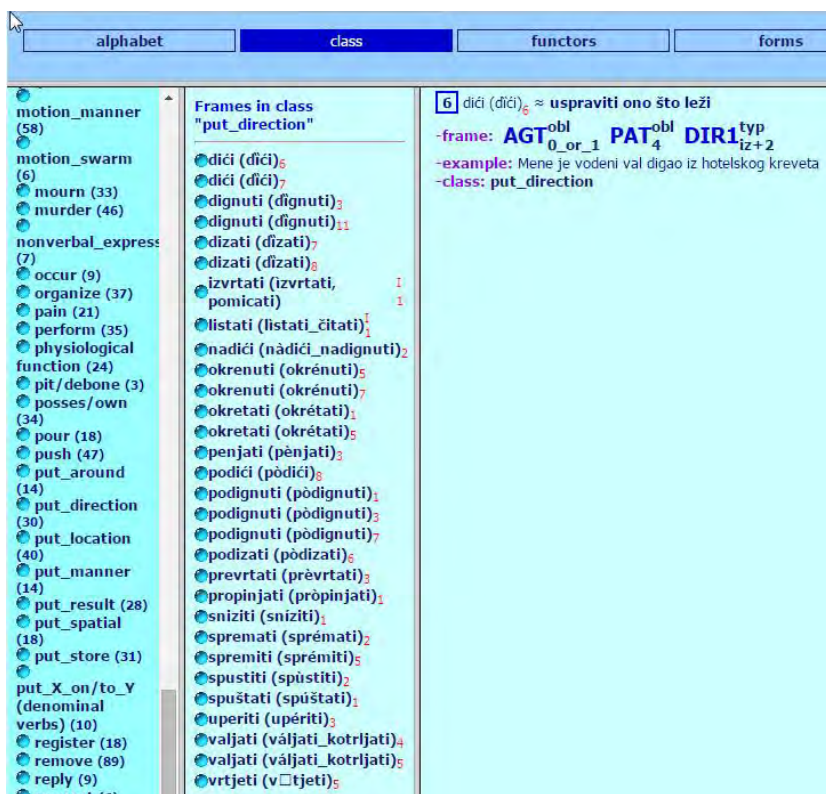 alphabet
class
functors
forms
motion_manner
(58)
motion_swarm
(6)
mourn (33)
murder (46)
nonverbal_express
(7)
occur (9)
organize (37)
pain (21)
perform (35)
physiological
function (24)
pit/debone (3)
posses/own
(34)
pour (18)
push (47)
put_around
(14)
put_direction
(30)
put_location
(40)
put_manner
(14)
put_result (28)
put_spatial
(18)
put_store (31)
put_X_on/to_Y
(denominal
verbs) (10)
register (18)
remove (89)
reply (9)
Frames in class
"put_direction"
dići (dȉći)6
dići (dȉći)7
dignuti (dȉgnuti)3
dignuti (dȉgnuti)11
dizati (dȉzati)7
dizati (dȉzati)8
izvrtati (ìzvrtati, I
pomicati) 1
listati (lìstati_čitati)I1
nadići (nàdići_nadignuti)2
okrenuti (okrénuti)5
okrenuti (okrénuti)7
okretati (okrétati)1
okretati (okrétati)5
penjati (pènjati)3
podići (pòdići)8
podignuti (pòdignuti)1
podignuti (pòdignuti)3
podignuti (pòdignuti)7
podizati (pòdizati)6
prevrtati (prèvrtati)3
propinjati (pròpinjati)1
sniziti (sníziti)1
spremati (sprémati)2
spremiti (sprémiti)5
spustiti (spùstiti)2
spuštati (spúštati)1
uperiti (upériti)3
valjati (váljati_kotrljati)4
valjati (váljati_kotrljati)5
vrtjeti (v□tjeti)5
6 dići (dȉći)6 ≈ uspraviti ono što leži
-frame: AGT obl 0_or_1 PAT obl 4 DIR1 typ iz+2
-example: Mene je vodeni val digao iz hotelskog kreveta
-class: put_direction